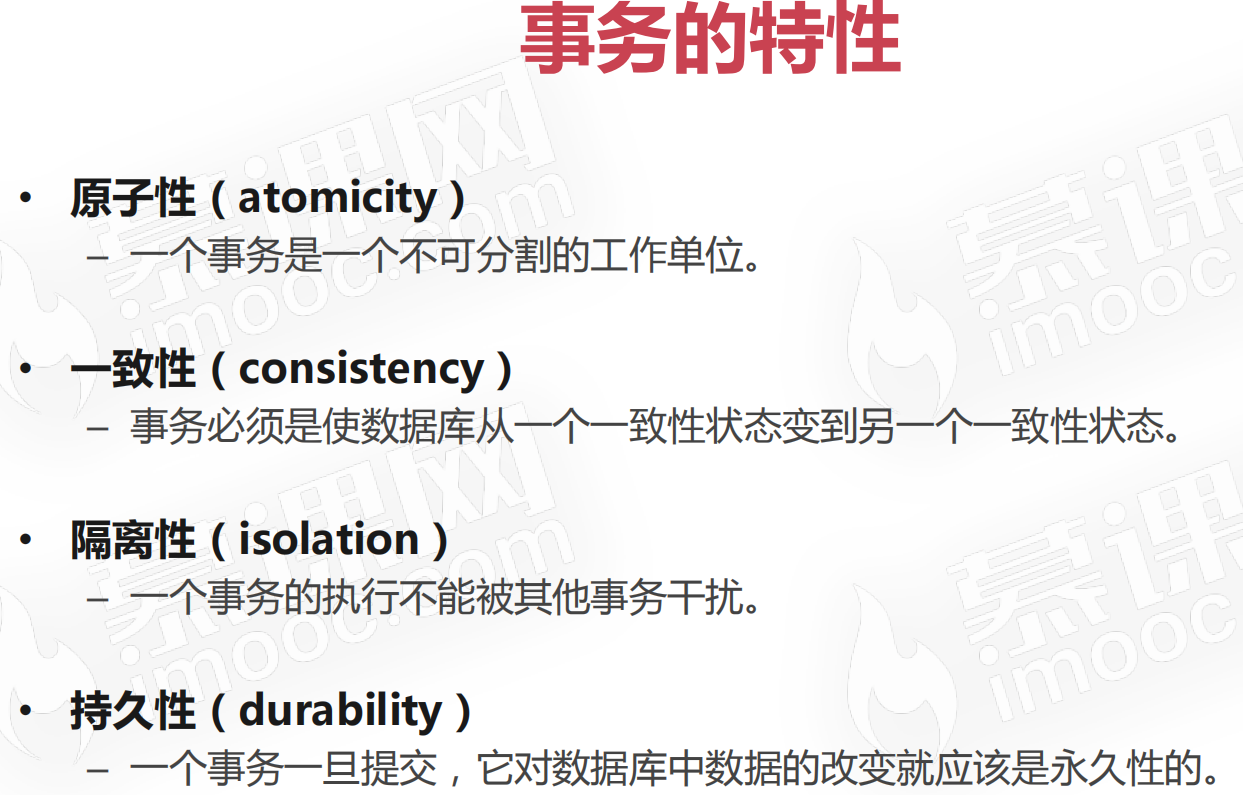 事务的特性
• 原子性（atomicity）
– 一个事务是一个不可分割的工作单位。
• 一致性（consistency）
– 事务必须是使数据库从一个一致性状态变到另一个一致性状态。
• 隔离性（isolation）
– 一个事务的执行不能被其他事务干扰。
• 持久性（durability）
– 一个事务一旦提交，它对数据库中数据的改变就应该是永久性的。
慕课网
imooc.com
慕课
imooc
慕课网
imooc.com
慕课
imooc